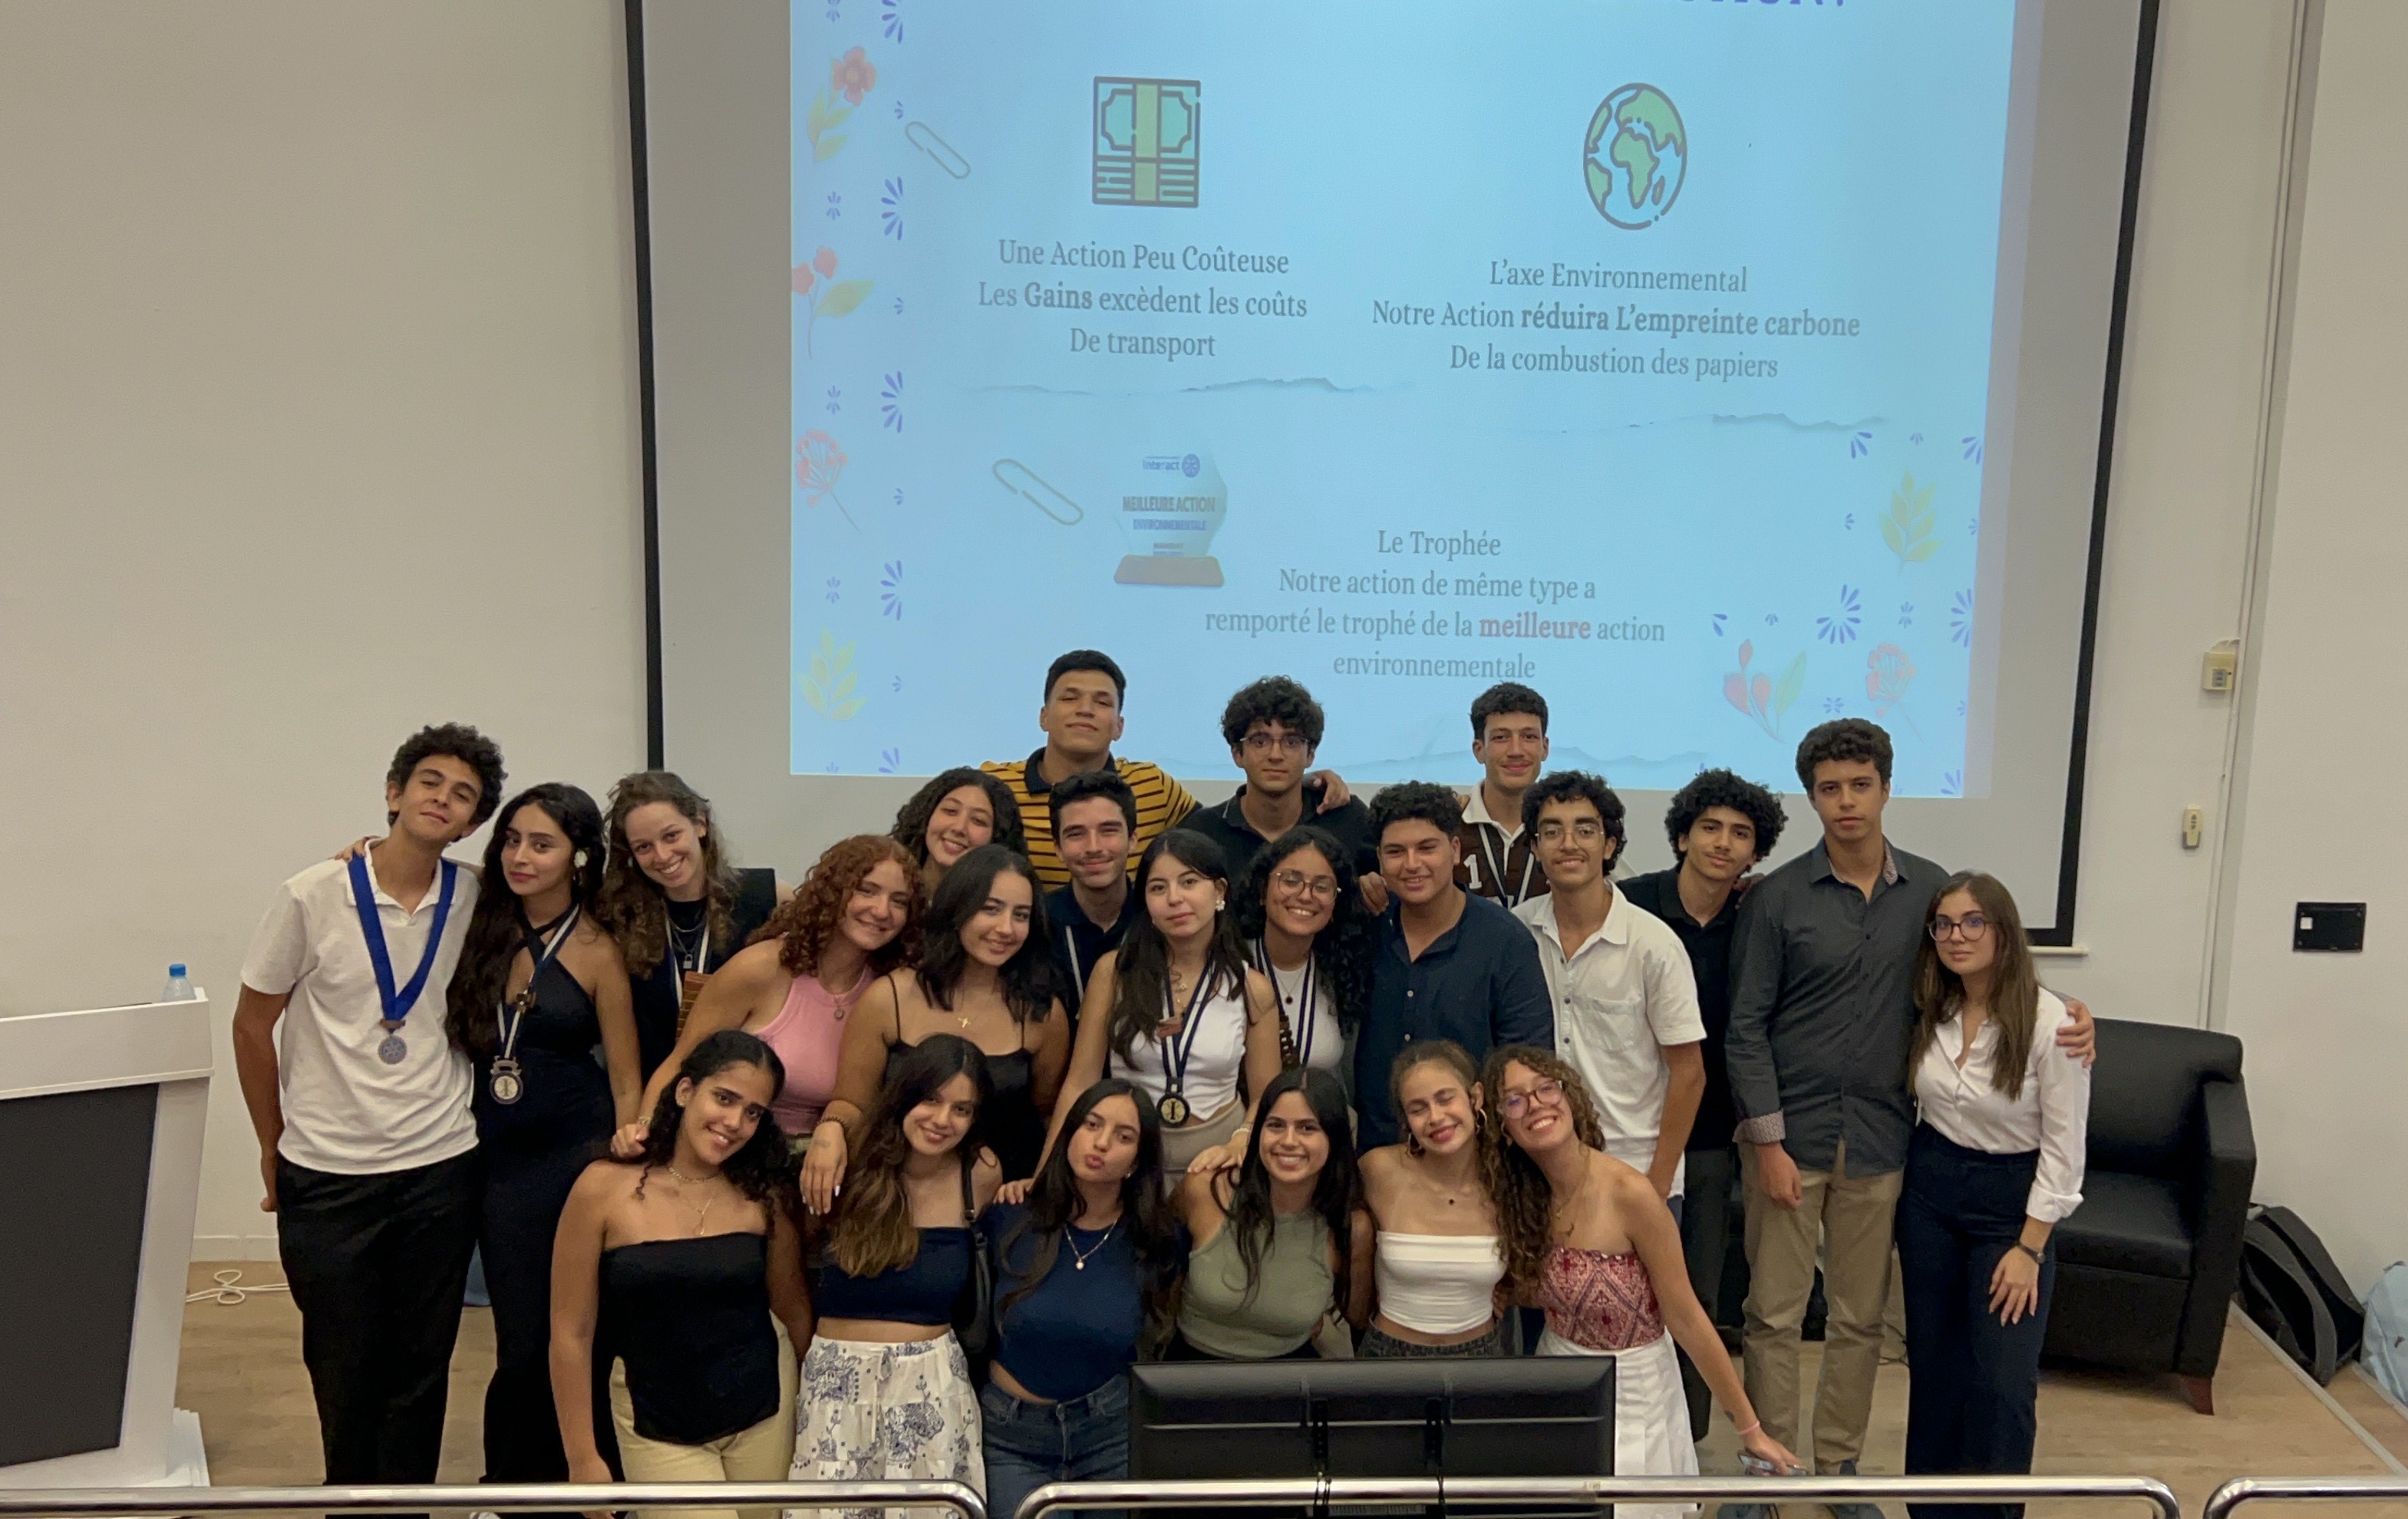 Une Action Peu Coûteuse
Les Gains excèdent les coûts
De transport
L'axe Environnemental
Notre Action réduira L'empreinte carbone
De la combustion des papiers
interact
MEILLEURE ACTION
ENVIRONNEMENTALE
Le Trophée
Notre action de même type a
remporté le trophé de la meilleure action
environnementale
1